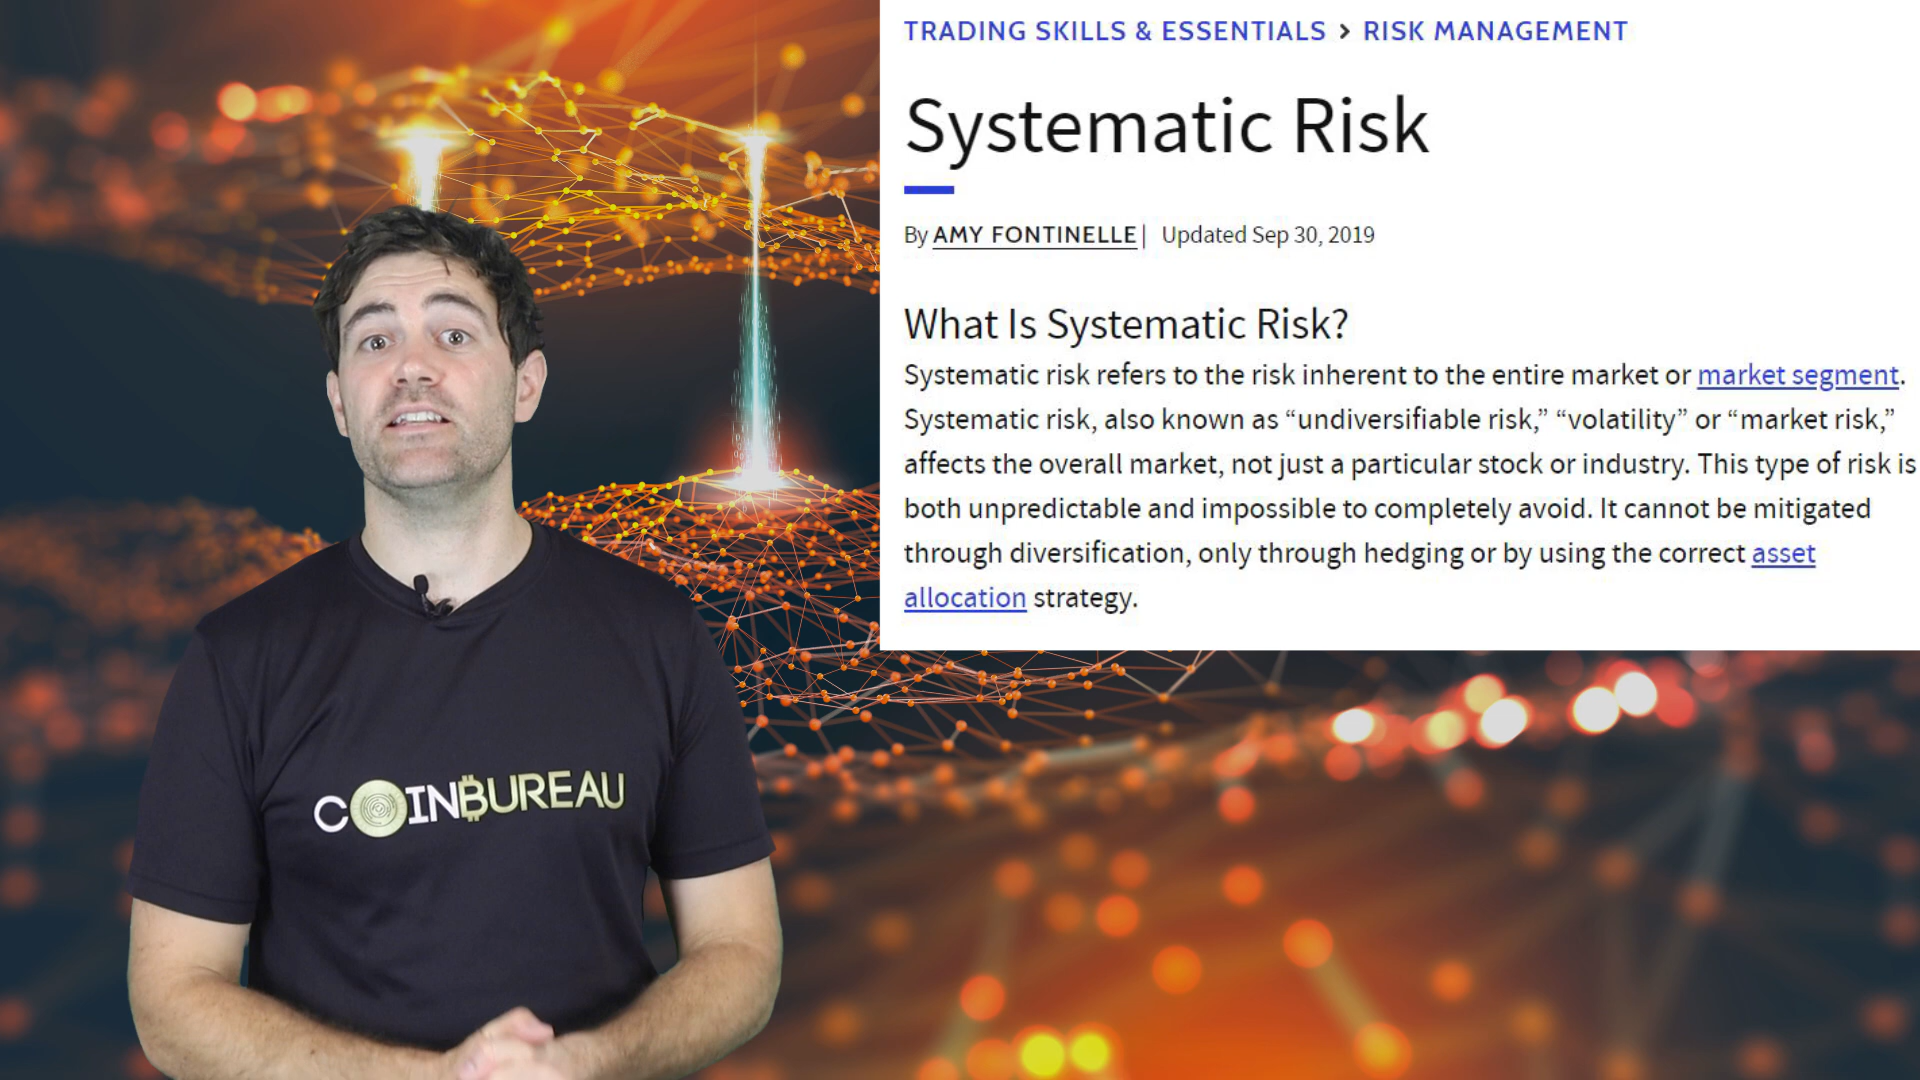 TRADING SKILLS & ESSENTIALS > RISK MANAGEMENT
Systematic Risk
By AMY FONTINELLE | Updated Sep 30, 2019
What Is Systematic Risk?
Systematic risk refers to the risk inherent to the entire market or market segment.
Systematic risk, also known as “undiversifiable risk,” “volatility” or “market risk,”
affects the overall market, not just a particular stock or industry. This type of risk is
both unpredictable and impossible to completely avoid. It cannot be mitigated
through diversification, only through hedging or by using the correct asset
allocation strategy.
COINBUREAU